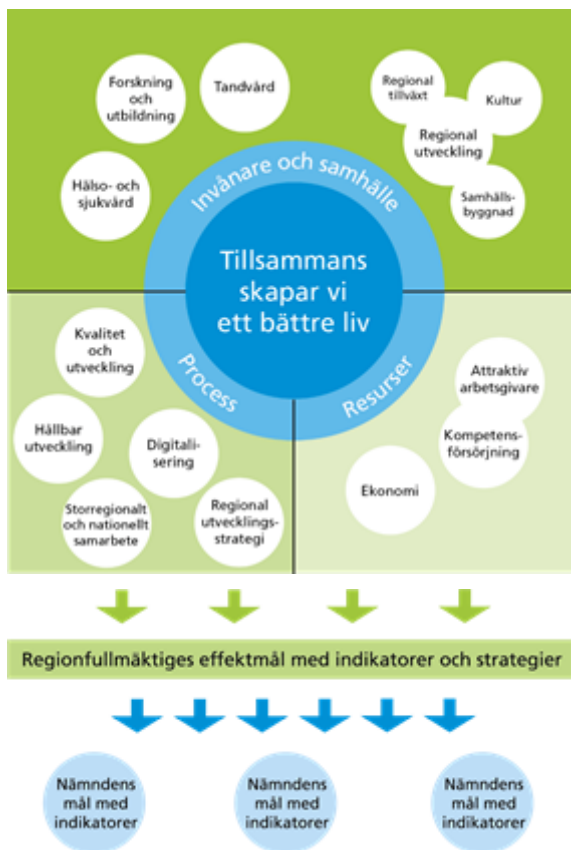 Forskning
och
utbildning
Tandvård
Hälso- och
sjukvård
Regional
tillväxt
Kultur
Regional
utveckling
Samhälls-
byggnad
Invånare och samhälle
Tillsammans
skapar vi
ett bättre liv
Process
Resurser
Kvalitet
och
utveckling
Hållbar
utveckling
Digitali-
sering
Storregionalt
och nationellt
samarbete
Regional
utvecklings-
strategi
Attraktiv
arbetsgivare
Kompetens-
försörjning
Ekonomi
Regionfullmäktiges effektmål med indikatorer och strategier
Nämndens
mål med
indikatorer
Nämndens
mål med
indikatorer
Nämndens
mål med
indikatorer